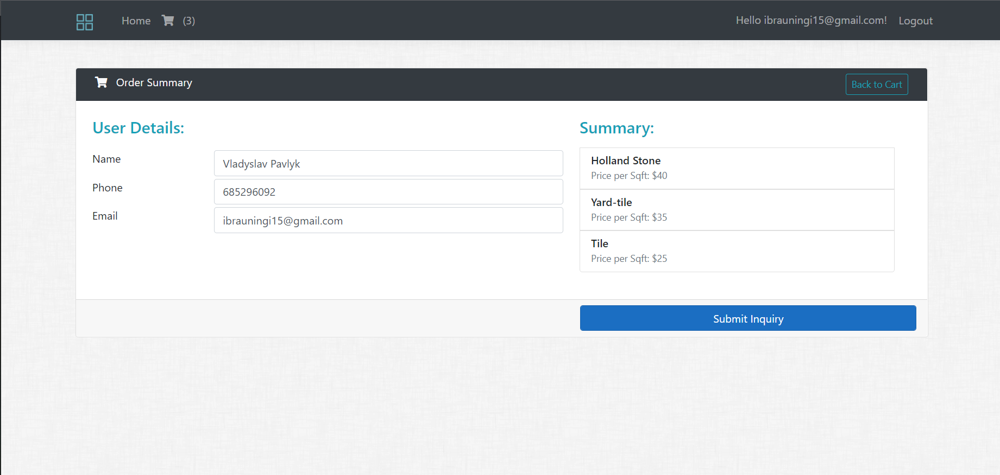 Home (3) Hello ibrauningi15@gmail.com! Logout
Order Summary Back to Cart
User Details:
Name Vladyslav Pavlyk
Phone 685296092
Email ibrauningi15@gmail.com
Summary:
Holland Stone
Price per Sqft: $40
Yard-tile
Price per Sqft: $35
Tile
Price per Sqft: $25
Submit Inquiry